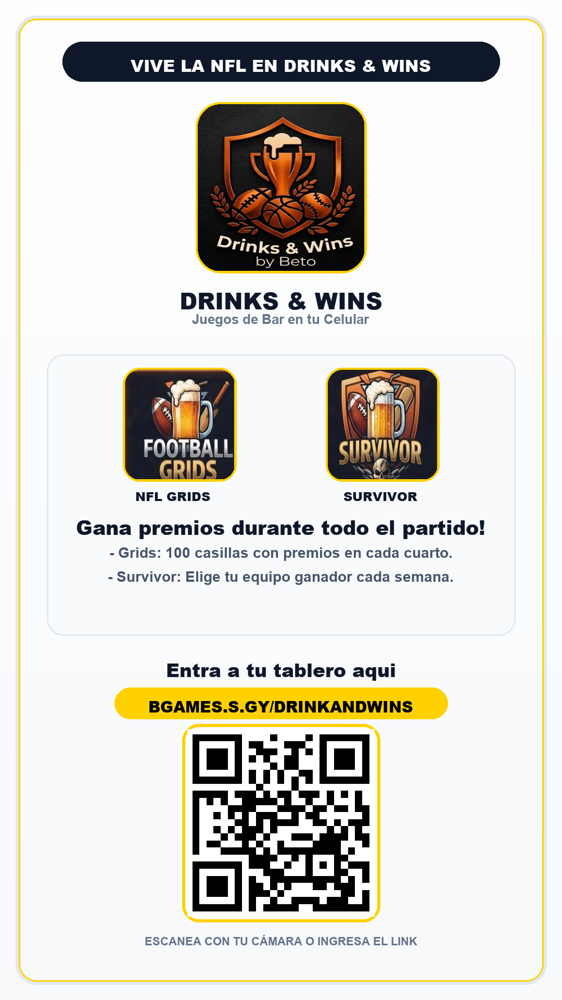 VIVE LA NFL EN DRINKS & WINS
Drinks & Wins
by Beto
DRINKS & WINS
Juegos de Bar en tu Celular
FOOTBALL
GRIDS
SURVIVOR
NFL GRIDS
SURVIVOR
Gana premios durante todo el partido!
- Grids: 100 casillas con premios en cada cuarto.
- Survivor: Elige tu equipo ganador cada semana.
Entra a tu tablero aqui
BGAMES.S.GY/DRINKANDWINS
ESCANEA CON TU CÁMARA O INGRESA EL LINK